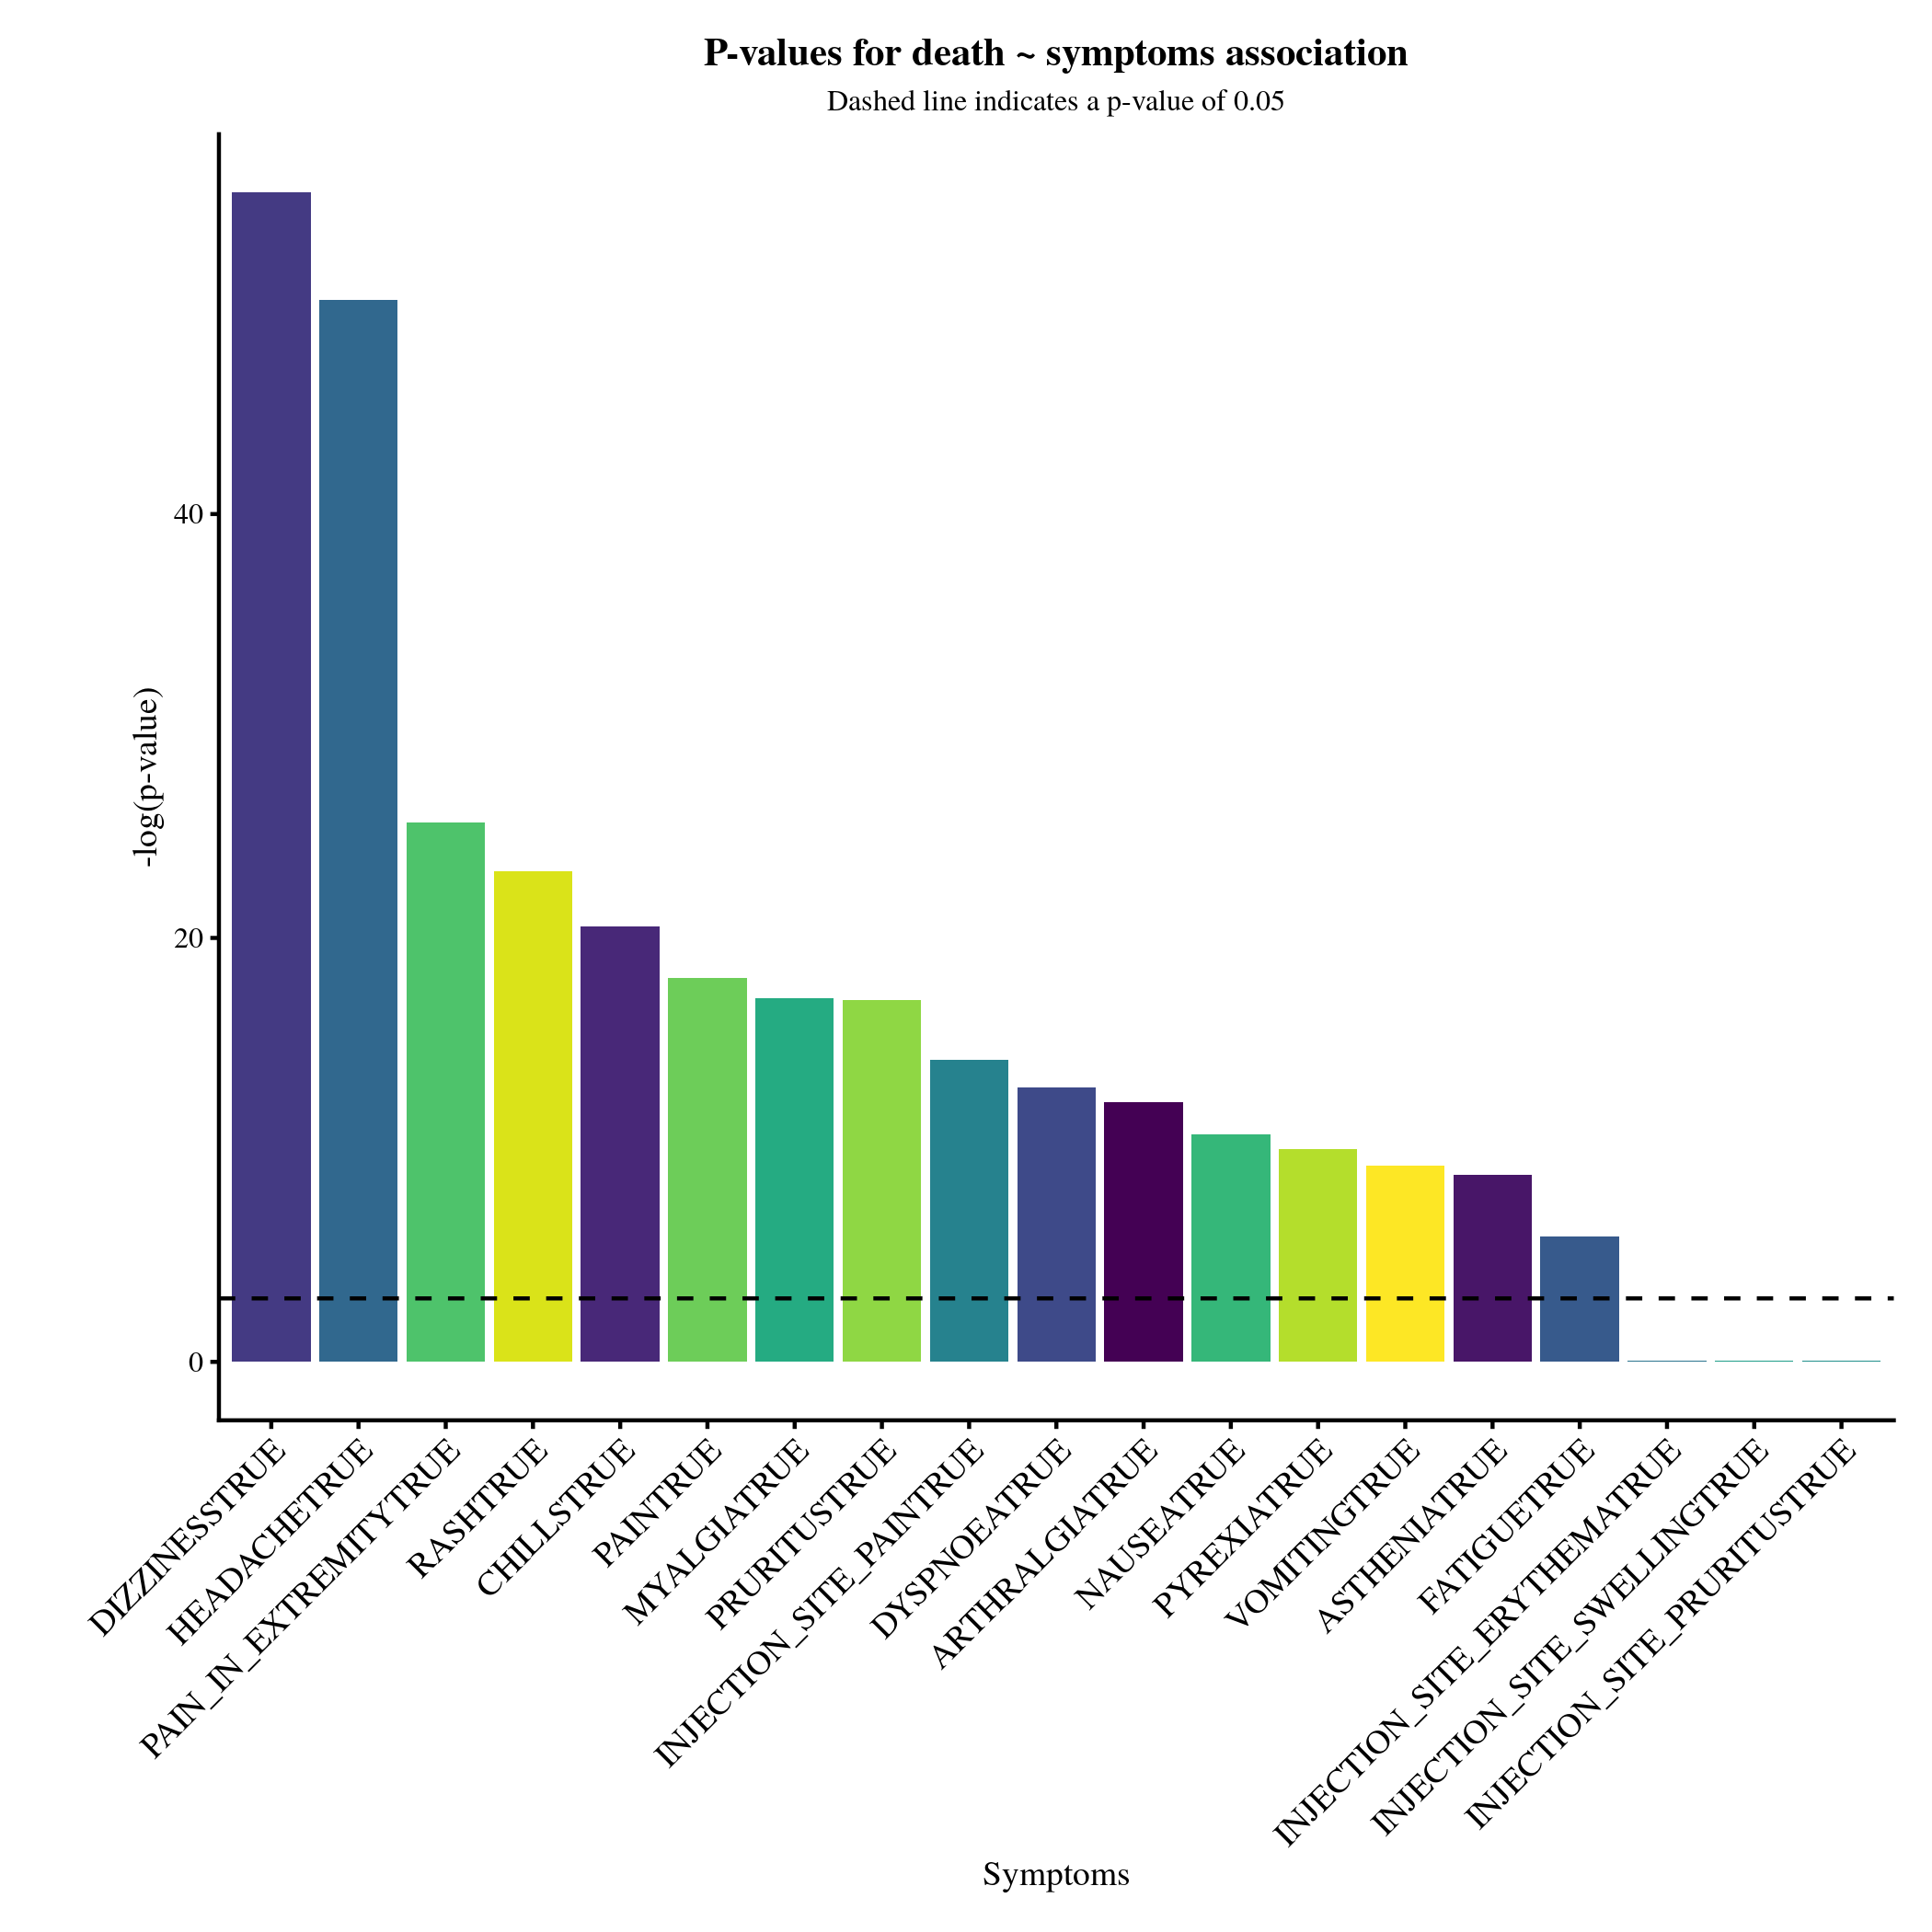 P-values for death ~ symptoms association
Dashed line indicates a p-value of 0.05
-log(p-value)
40
20
0
DIZZINESSTRUE
HEADACHETRUE
PAIN_IN_EXTREMITYTRUE
RASHTRUE
CHILLSTRUE
PAINTRUE
MYALGIATRUE
PRURITUSTRUE
INJECTION_SITE_PAINTRUE
DYSPNOEATRUE
ARTHRALGIATRUE
NAUSEATRUE
PYREXIATRUE
VOMITINGTRUE
ASTHENIATRUE
FATIGUETRUE
INJECTION_SITE_ERYTHEMATRUE
INJECTION_SITE_SWELLINGTRUE
INJECTION_SITE_PRURITUSTRUE
Symptoms